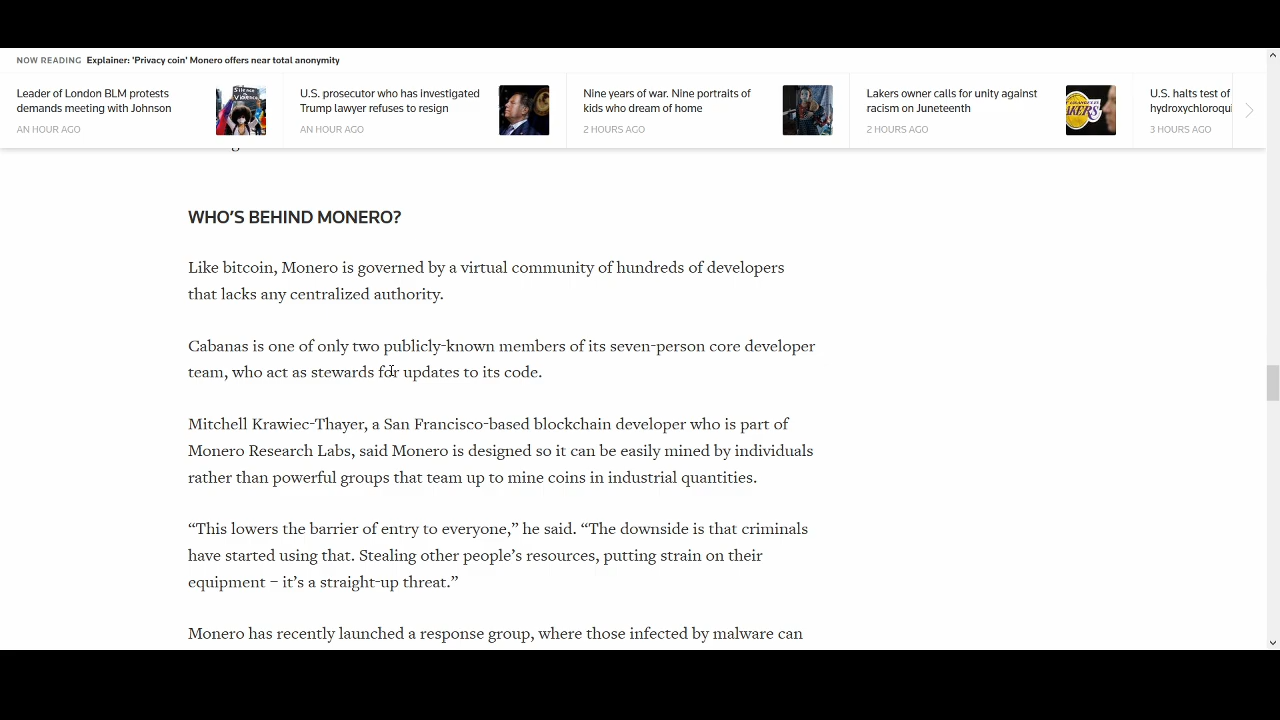 NOW READING Explainer: 'Privacy coin' Monero offers near total anonymity
Leader of London BLM protests
demands meeting with Johnson
AN HOUR AGO
U.S. prosecutor who has investigated
Trump lawyer refuses to resign
AN HOUR AGO
Nine years of war. Nine portraits of
kids who dream of home
2 HOURS AGO
Lakers owner calls for unity against
racism on Juneteenth
2 HOURS AGO
U.S. halts test of
hydroxychloroqui
3 HOURS AGO
WHO’S BEHIND MONERO?
Like bitcoin, Monero is governed by a virtual community of hundreds of developers
that lacks any centralized authority.
Cabanas is one of only two publicly-known members of its seven-person core developer
team, who act as stewards for updates to its code.
Mitchell Krawiec-Thayer, a San Francisco-based blockchain developer who is part of
Monero Research Labs, said Monero is designed so it can be easily mined by individuals
rather than powerful groups that team up to mine coins in industrial quantities.
“This lowers the barrier of entry to everyone,” he said. “The downside is that criminals
have started using that. Stealing other people’s resources, putting strain on their
equipment – it’s a straight-up threat.”
Monero has recently launched a response group, where those infected by malware can